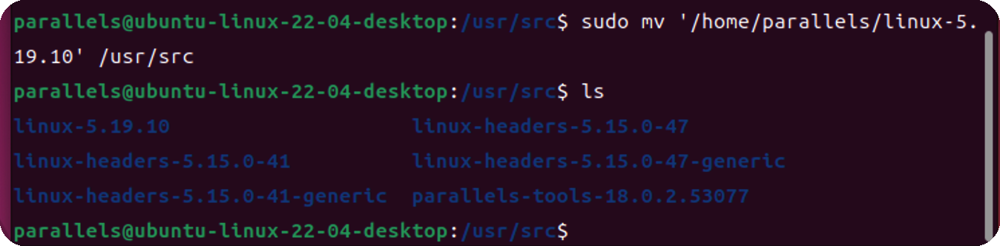 parallels@ubuntu-linux-22-04-desktop:/usr/src$ sudo mv '/home/parallels/linux-5.
19.10' /usr/src
parallels@ubuntu-linux-22-04-desktop:/usr/src$ ls
linux-5.19.10                    linux-headers-5.15.0-47
linux-headers-5.15.0-41          linux-headers-5.15.0-47-generic
linux-headers-5.15.0-41-generic  parallels-tools-18.0.2.53077
parallels@ubuntu-linux-22-04-desktop:/usr/src$